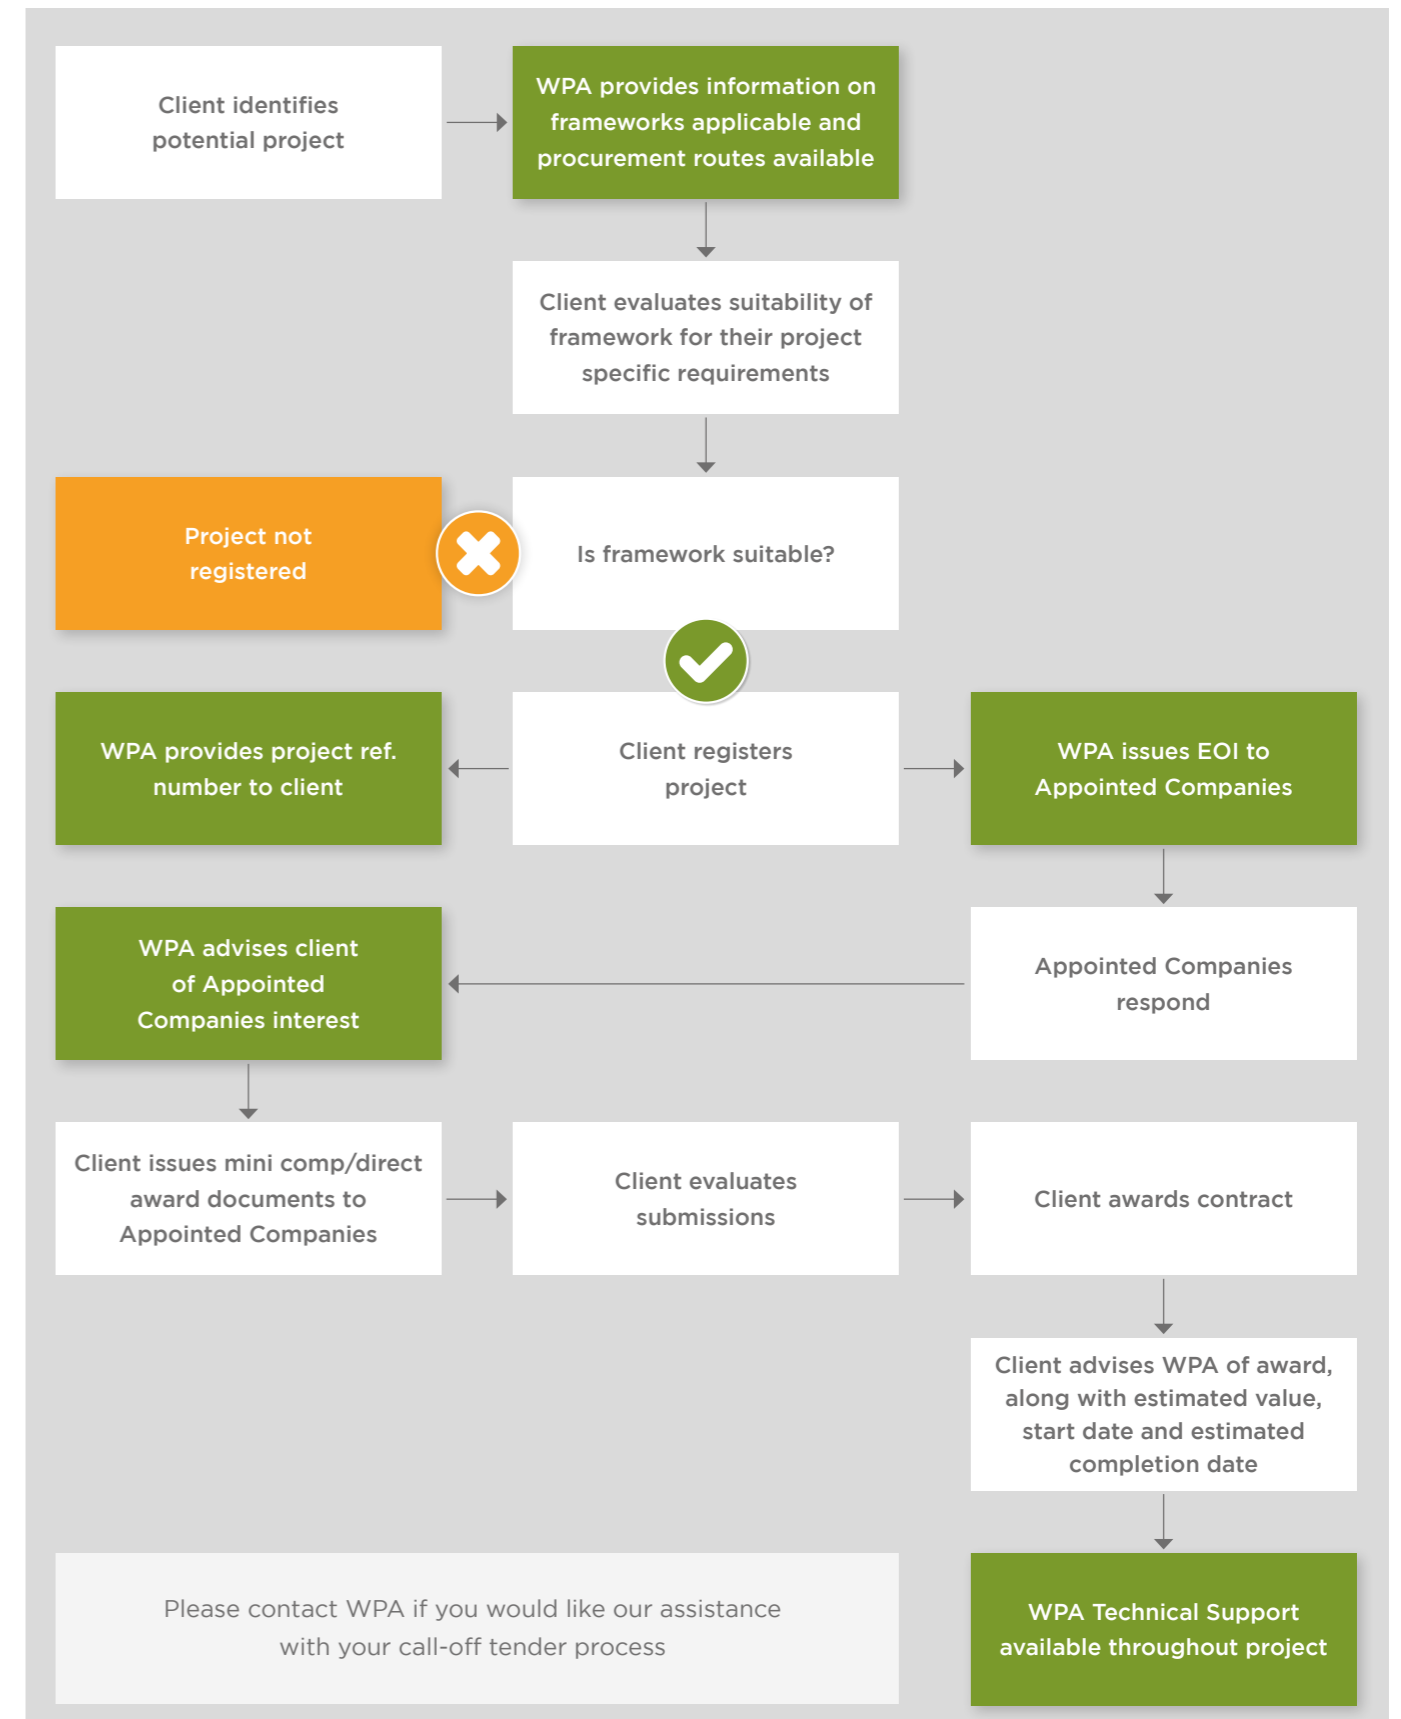 Client identifies
potential project
WPA provides information on
frameworks applicable and
procurement routes available
Client evaluates suitability of
framework for their project
specific requirements
Project not
registered
Is framework suitable?
WPA provides project ref.
number to client
Client registers
project
WPA issues EOI to
Appointed Companies
WPA advises client
of Appointed
Companies interest
Appointed Companies
respond
Client issues mini comp/direct
award documents to
Appointed Companies
Client evaluates
submissions
Client awards contract
Client advises WPA of award,
along with estimated value,
start date and estimated
completion date
Please contact WPA if you would like our assistance
with your call-off tender process
WPA Technical Support
available throughout project